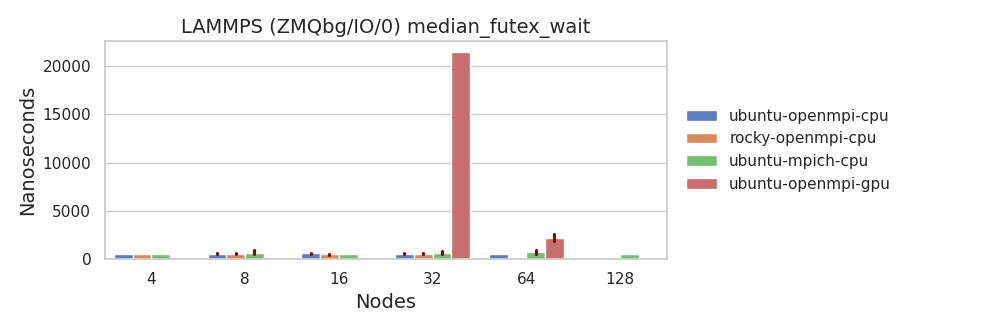 LAMMPS (ZMQbg/IO/0) median_futex_wait
Nanoseconds
20000
15000
10000
5000
0
4 8 16 32 64 128
Nodes
ubuntu-openmpi-cpu
rocky-openmpi-cpu
ubuntu-mpich-cpu
ubuntu-openmpi-gpu